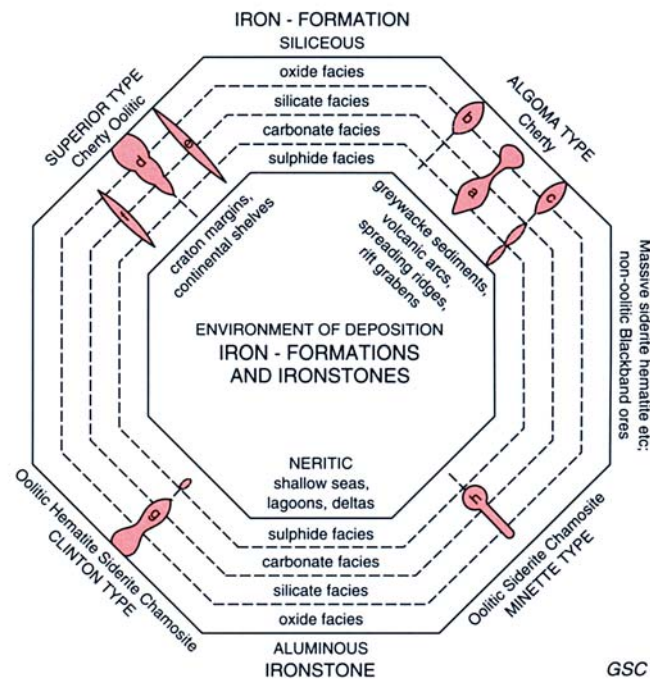 IRON - FORMATION
SILICEOUS
oxide facies
silicate facies
carbonate facies
sulphide facies
SUPERIOR TYPE
Cherty Oolitic
ALGOMA TYPE
Cherty
b
e
d
f
a
c
craton margins,
continental shelves
greywacke sediments,
volcanic arcs,
spreading ridges,
rift grabens
Massive siderite hematite etc;
non-oolitic Blackband ores
ENVIRONMENT OF DEPOSITION
IRON - FORMATIONS
AND IRONSTONES
NERITIC
shallow seas,
lagoons, deltas
g
h
Oolitic Hematite Siderite Chamosite
CLINTON TYPE
Oolitic Siderite Chamosite
MINETTE TYPE
sulphide facies
carbonate facies
silicate facies
oxide facies
ALUMINOUS
IRONSTONE
GSC